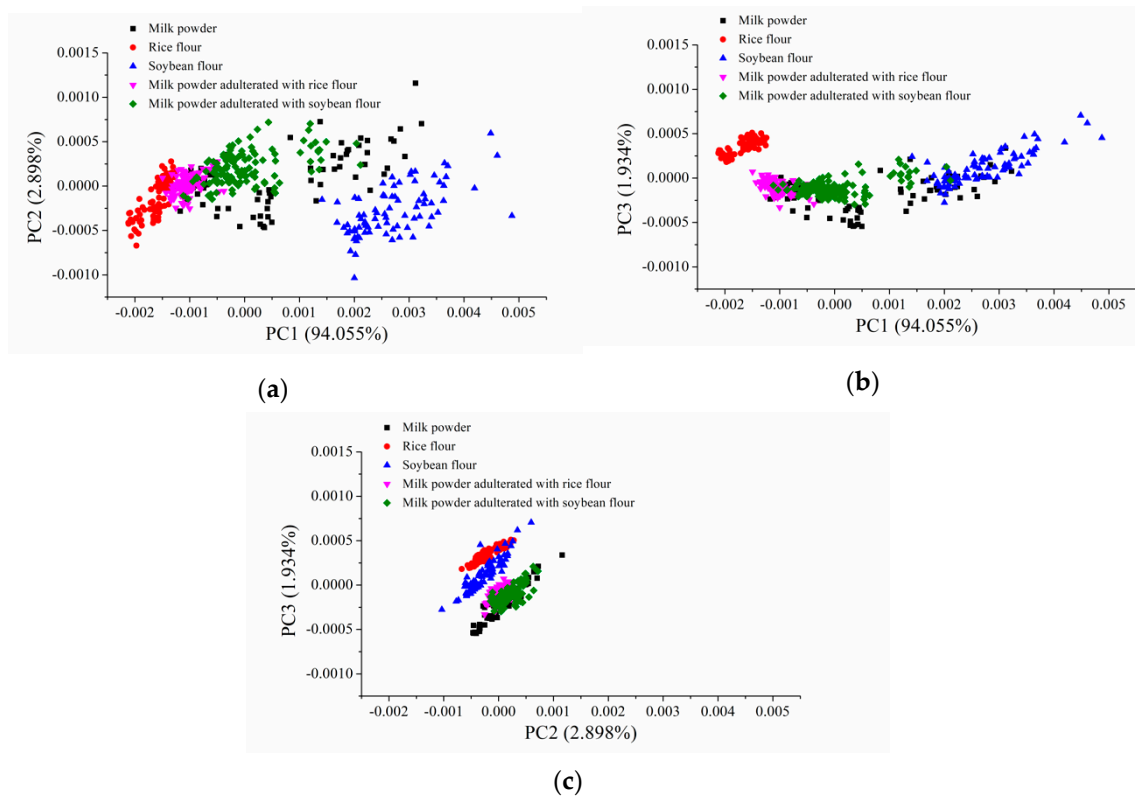 Milk powder
Rice flour
Soybean flour
Milk powder adulterated with rice flour
Milk powder adulterated with soybean flour
0.0015
0.0010
0.0005
0.0000
-0.0005
-0.0010
PC2 (2.898%)
-0.002 -0.001 0.000 0.001 0.002 0.003 0.004 0.005
PC1 (94.055%)
(a)
Milk powder
Rice flour
Soybean flour
Milk powder adulterated with rice flour
Milk powder adulterated with soybean flour
0.0015
0.0010
0.0005
0.0000
-0.0005
-0.0010
PC3 (1.934%)
-0.002 -0.001 0.000 0.001 0.002 0.003 0.004 0.005
PC1 (94.055%)
(b)
Milk powder
Rice flour
Soybean flour
Milk powder adulterated with rice flour
Milk powder adulterated with soybean flour
0.0015
0.0010
0.0005
0.0000
-0.0005
-0.0010
PC3 (1.934%)
-0.002 -0.001 0.000 0.001 0.002 0.003 0.004 0.005
PC2 (2.898%)
(c)